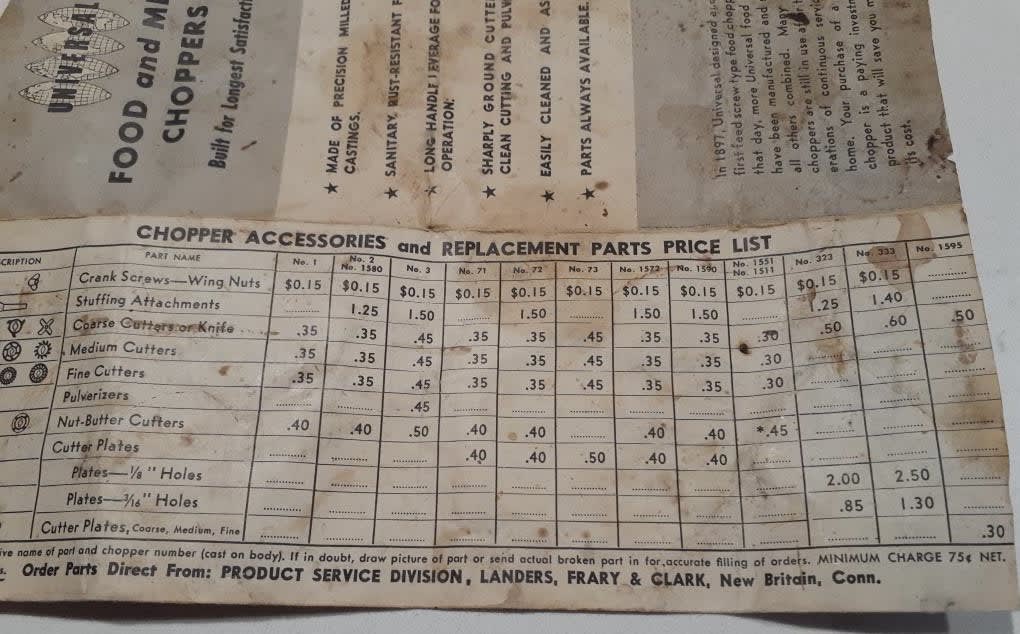 UNIVERSAL
FOOD and M
CHOPPERS
Built for Longest Satisfact
★ MADE OF PRECISION MILLED
CASTINGS.
★ SANITARY, RUST-RESISTANT F
★ LONG HANDLE LEVERAGE FO
OPERATION.
★ SHARPLY GROUND CUTTE
CLEAN CUTTING AND PULV
★ EASILY CLEANED AND AS
★ PARTS ALWAYS AVAILABLE.
In 1897, Universal designed
first feed screw type food chop
that day, more Universal food
have been manufactured and
all others combined. Many
choppers are still in use after
erations of continuous servi
home. Your purchase of a
chopper is a paying investm
product that will save you m
its cost.
CHOPPER ACCESSORIES and REPLACEMENT PARTS PRICE LIST
CRIPTION PART NAME No. 1 No. 2 No. 1580 No. 3 No. 71 No. 72 No. 73 No. 1572 No. 1590 No. 1551 No. 1511 No. 323 No. 333 No. 1595
Crank Screws—Wing Nuts $0.15 $0.15 $0.15 $0.15 $0.15 $0.15 $0.15 $0.15 $0.15 $0.15 $0.15 ........
Stuffing Attachments ........ 1.25 1.50 ........ 1.50 ........ 1.50 1.50 ........ 1.25 1.40 ........
Coarse Cutters or Knife .... .35 .35 .45 .35 .35 .45 .35 .35 .30 .50 .60 .50
Medium Cutters .35 .35 .45 .35 .35 .45 .35 .35 .30 ........ ........ ........
Fine Cutters .35 .35 .45 .35 .35 .45 .35 .35 .30 ........ ........ ........
Pulverizers ........ ........ .45 ........ ........ ........ ........ ........ ........ ........ ........ ........
Nut-Butter Cutters .40 .40 .50 .40 .40 ........ .40 .40 *.45 ........ ........ ........
Cutter Plates ........ ........ ........ .40 .40 .50 .40 .40 ........ ........ ........ ........
Plates—1/8" Holes ........ ........ ........ ........ ........ ........ ........ ........ ........ 2.00 2.50 ........
Plates—3/16" Holes ........ ........ ........ ........ ........ ........ ........ ........ ........ .85 1.30 ........
Cutter Plates, Coarse, Medium, Fine ........ ........ ........ ........ ........ ........ ........ ........ ........ ........ ........ .30
ive name of part and chopper number (cast on body). If in doubt, draw picture of part or send actual broken part in for accurate filling of orders. MINIMUM CHARGE 75¢ NET.
s. Order Parts Direct From: PRODUCT SERVICE DIVISION, LANDERS, FRARY & CLARK, New Britain, Conn.